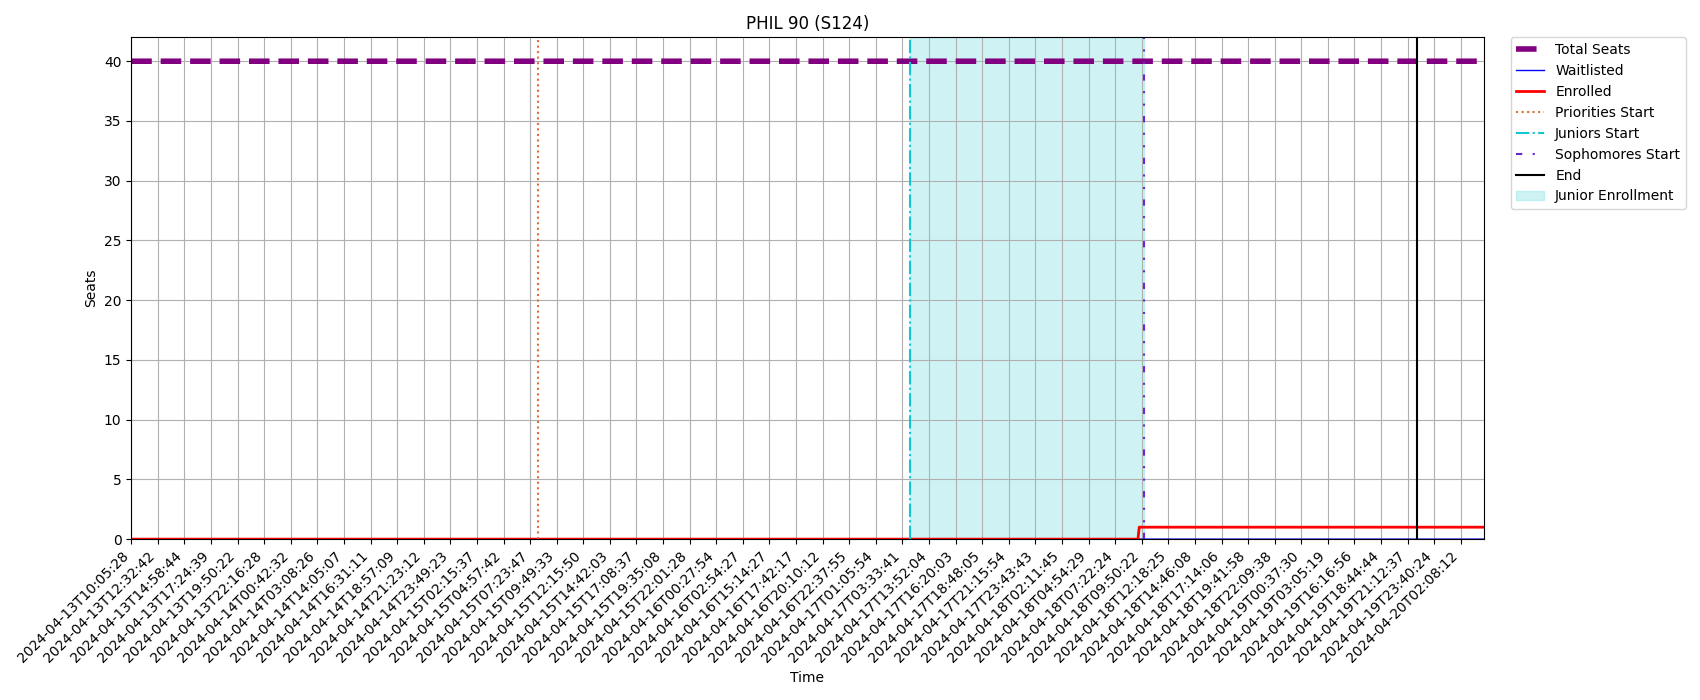 PHIL 90 (S124)
Total Seats
Waitlisted
Enrolled
Priorities Start
Juniors Start
Sophomores Start
End
Junior Enrollment
Seats
40
35
30
25
20
15
10
5
0
2024-04-13T10:05:28
2024-04-13T12:32:42
2024-04-13T14:58:44
2024-04-13T17:24:39
2024-04-13T19:50:22
2024-04-13T22:16:28
2024-04-14T00:42:32
2024-04-14T03:08:26
2024-04-14T14:05:07
2024-04-14T16:31:11
2024-04-14T18:57:09
2024-04-14T21:23:12
2024-04-14T23:49:23
2024-04-15T02:15:37
2024-04-15T04:57:42
2024-04-15T07:23:47
2024-04-15T09:49:33
2024-04-15T12:15:50
2024-04-15T14:42:03
2024-04-15T17:08:37
2024-04-15T19:35:08
2024-04-15T22:01:28
2024-04-16T00:27:54
2024-04-16T02:54:27
2024-04-16T15:14:27
2024-04-16T17:42:17
2024-04-16T20:10:12
2024-04-16T22:37:55
2024-04-17T01:05:54
2024-04-17T03:33:41
2024-04-17T13:52:04
2024-04-17T16:20:03
2024-04-17T18:48:05
2024-04-17T21:15:54
2024-04-17T23:43:43
2024-04-18T02:11:45
2024-04-18T04:54:29
2024-04-18T07:22:24
2024-04-18T09:50:22
2024-04-18T12:18:25
2024-04-18T14:46:08
2024-04-18T17:14:06
2024-04-18T19:41:58
2024-04-18T22:09:38
2024-04-19T00:37:30
2024-04-19T03:05:19
2024-04-19T16:16:56
2024-04-19T18:44:44
2024-04-19T21:12:37
2024-04-19T23:40:24
2024-04-20T02:08:12
Time